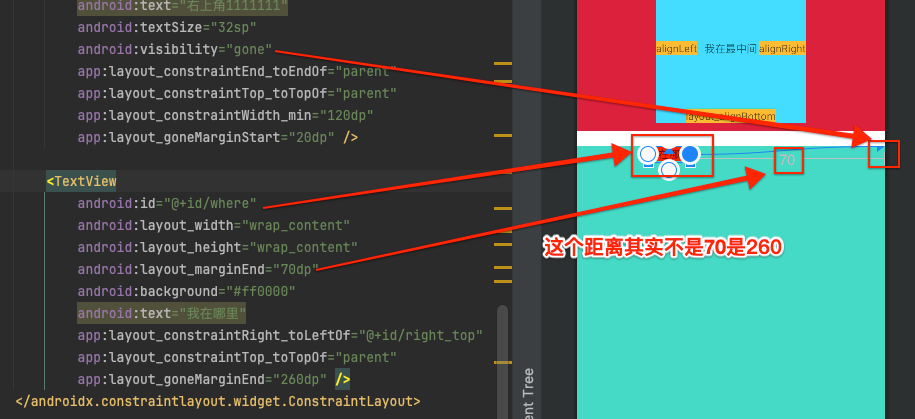 android:text="右上角1111111"
android:textSize="32sp"
android:visibility="gone"
app:layout_constraintEnd_toEndOf="parent"
app:layout_constraintTop_toTopOf="parent"
app:layout_constraintWidth_min="120dp"
app:layout_goneMarginStart="20dp" />
<TextView
android:id="@+id/where"
android:layout_width="wrap_content"
android:layout_height="wrap_content"
android:layout_marginEnd="70dp"
android:background="#ff0000"
android:text="我在哪里"
app:layout_constraintRight_toLeftOf="@+id/right_top"
app:layout_constraintTop_toTopOf="parent"
app:layout_goneMarginEnd="260dp" />
</androidx.constraintlayout.widget.ConstraintLayout>
alignLeft 我在最中间 alignRight
layout_alignBottom
70
这个距离其实不是70是260
ent Tree